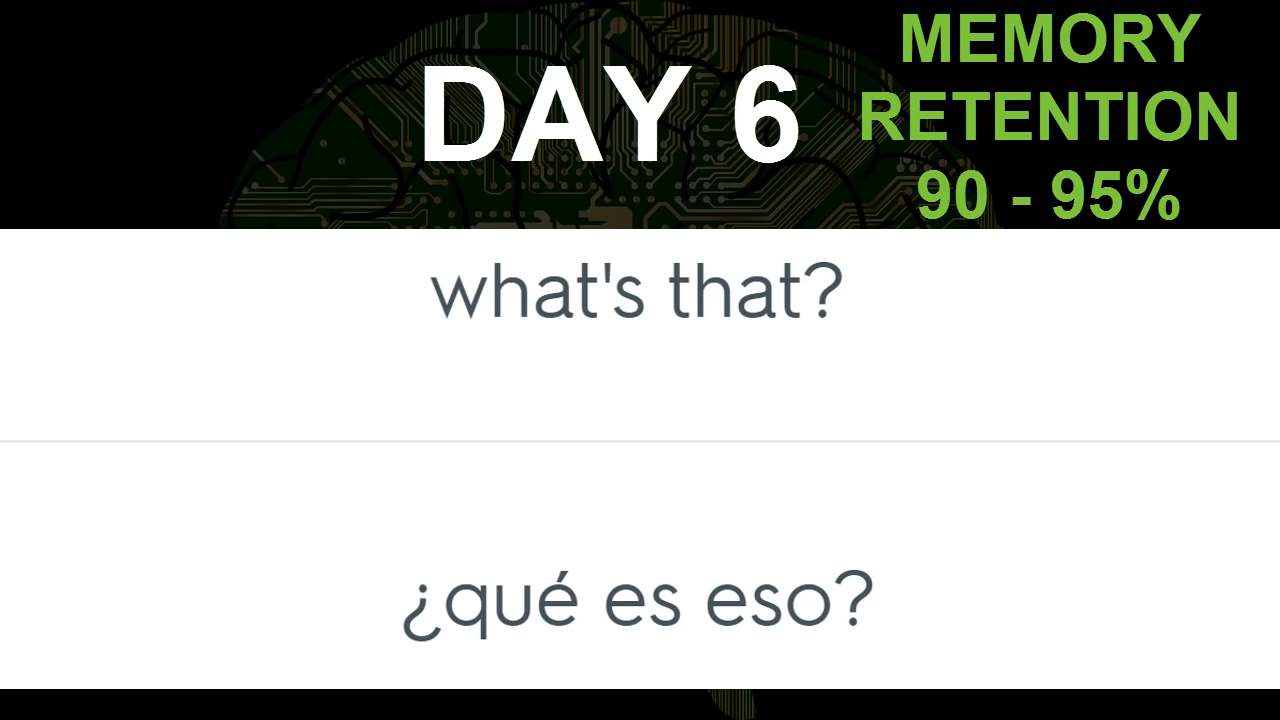 DAY 6
MEMORY
RETENTION
90 - 95%
what's that?
¿qué es eso?